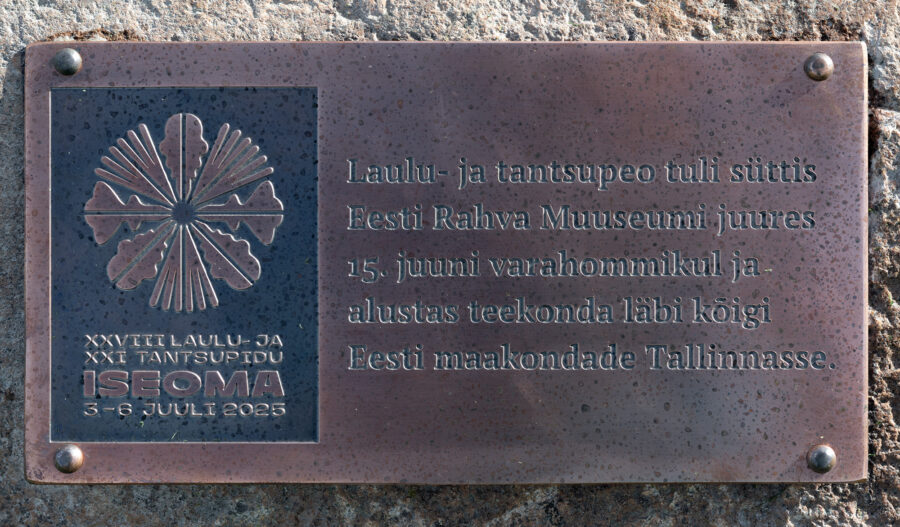 XXVIII LAULU- JA
XXI TANTSUPIDU
ISEOMA
3–6 JUULI 2025
Laulu- ja tantsupeo tuli süttis
Eesti Rahva Muuseumi juures
15. juuni varahommikul ja
alustas teekonda läbi kõigi
Eesti maakondade Tallinnasse.